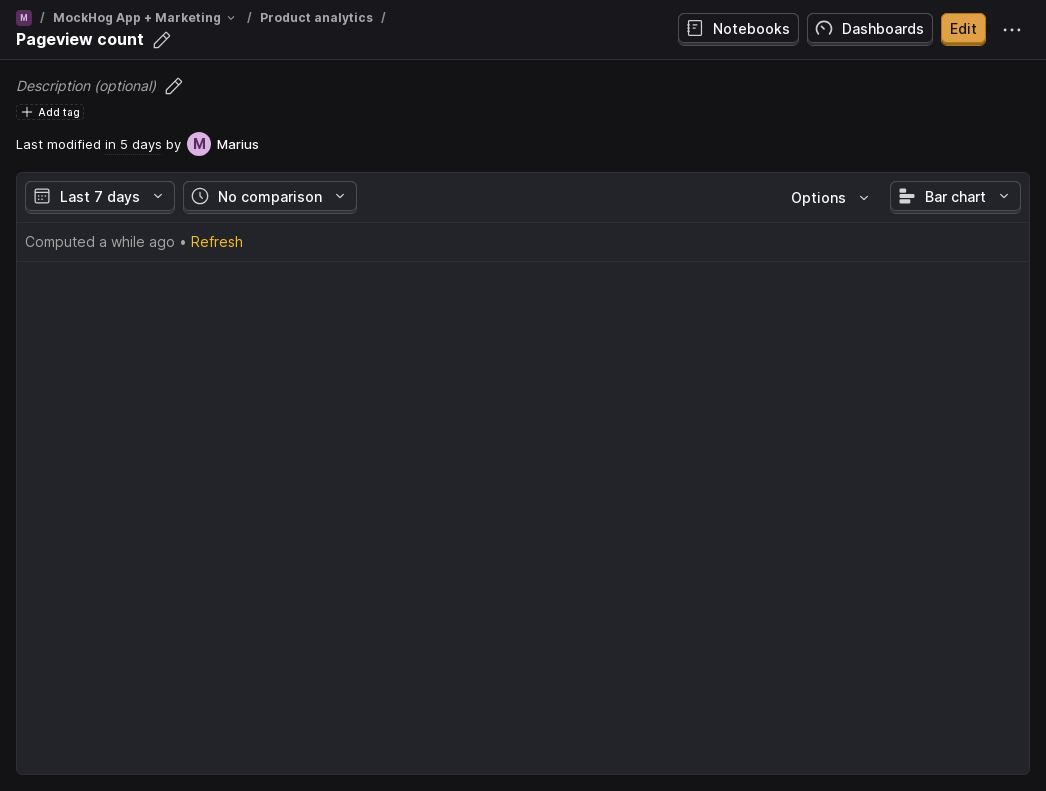 M / MockHog App + Marketing / Product analytics /
Pageview count
Notebooks Dashboards Edit
Description (optional)
Add tag
Last modified in 5 days by M Marius
Last 7 days No comparison Options Bar chart
Computed a while ago • Refresh